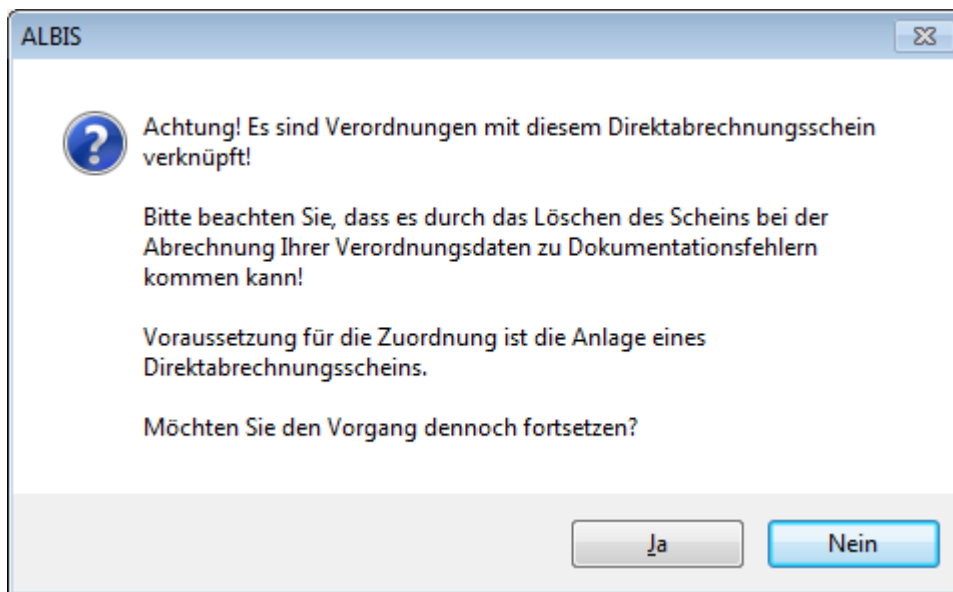 ALBIS
Achtung! Es sind Verordnungen mit diesem Direktabrechnungsschein
verknüpft!
Bitte beachten Sie, dass es durch das Löschen des Scheins bei der
Abrechnung Ihrer Verordnungsdaten zu Dokumentationsfehlern
kommen kann!
Voraussetzung für die Zuordnung ist die Anlage eines
Direktabrechnungsscheins.
Möchten Sie den Vorgang dennoch fortsetzen?
Ja
Nein